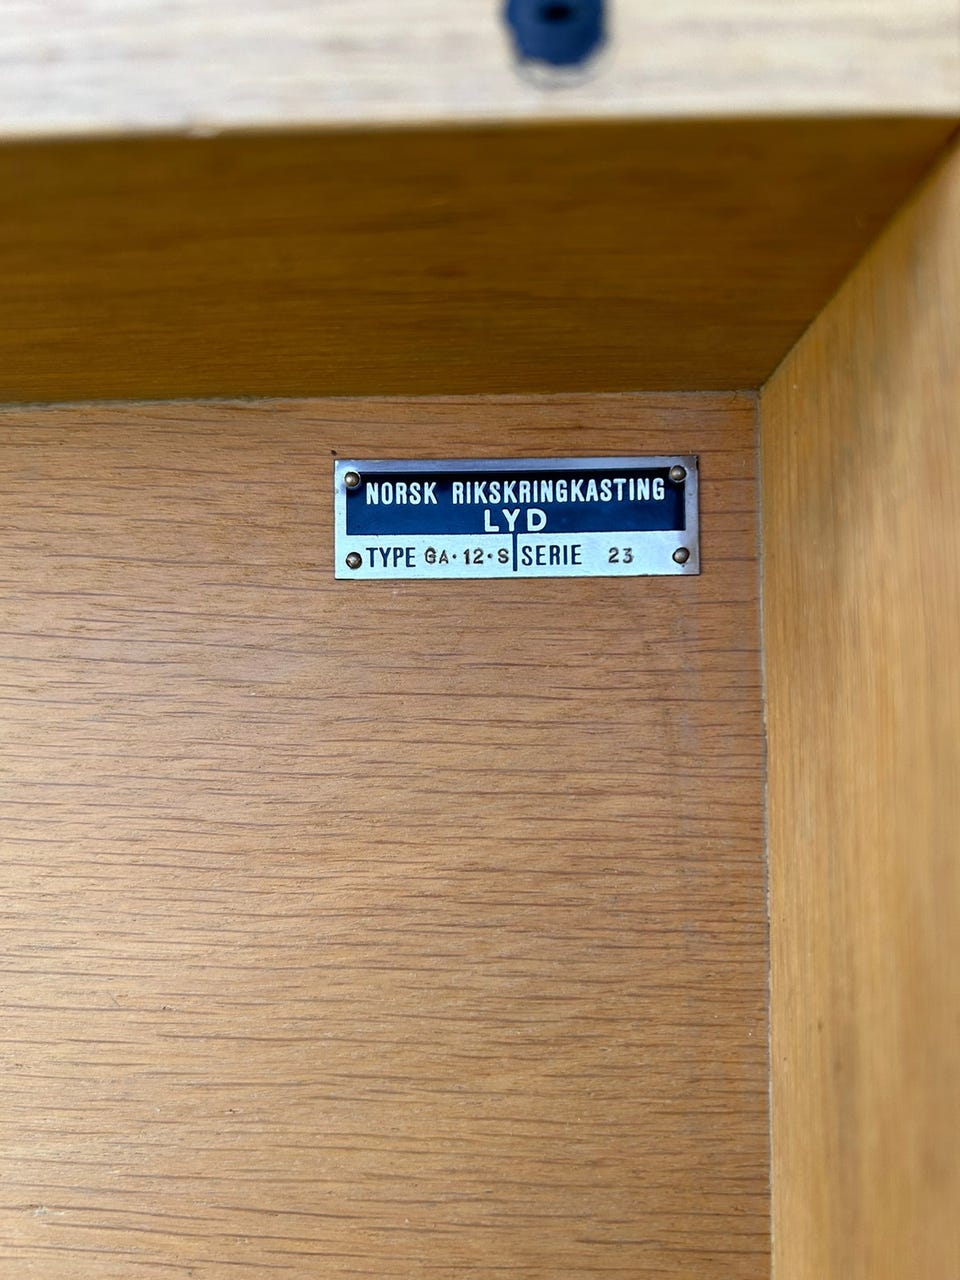 NORSK RIKSKRINGKASTING
LYD
TYPE GA·12·S SERIE 23